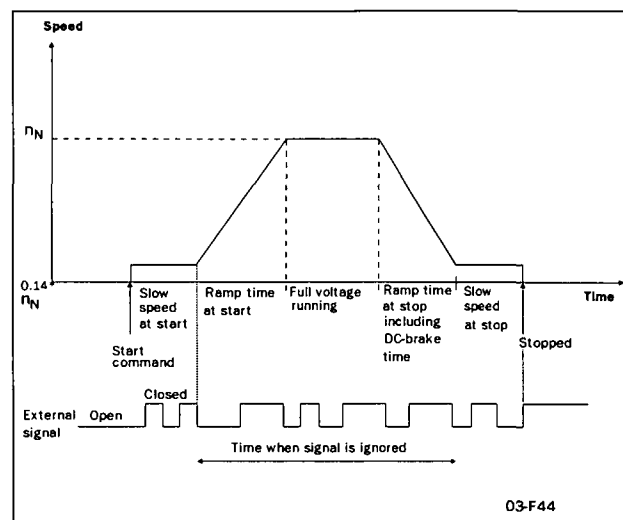 Speed
nN
0.14
nN
Slow
speed
at start
Ramp time
at start
Full voltage
running
Ramp time
at stop
including
DC-brake
time
Slow
speed
at stop
Time
Start
command
Stopped
Closed
External
signal
Open
Time when signal is ignored
03-F44